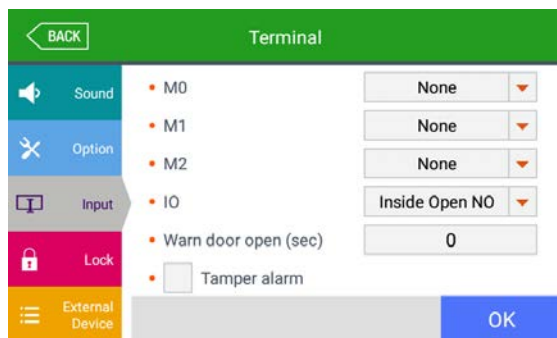 BACK
Terminal
Sound
Option
Input
Lock
External
Device
M0 None
M1 None
M2 None
IO Inside Open NO
Warn door open (sec) 0
Tamper alarm
OK